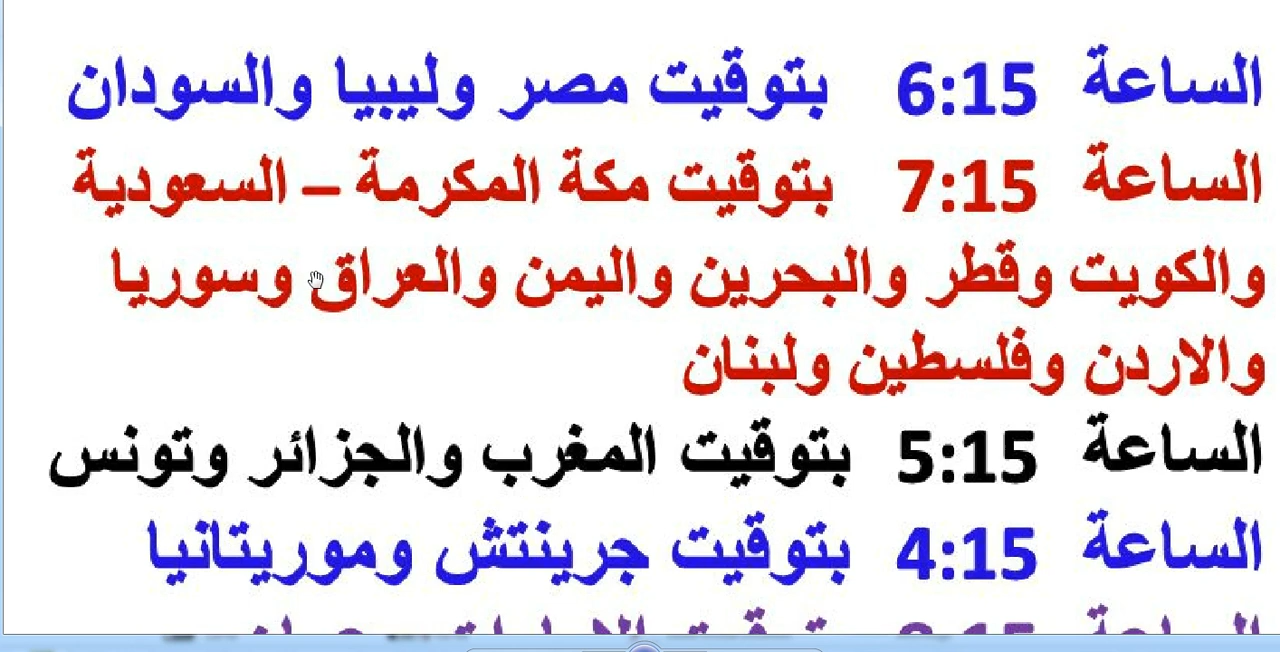 الساعة 6:15 بتوقيت مصر وليبيا والسودان
الساعة 7:15 بتوقيت مكة المكرمة – السعودية
والكويت وقطر والبحرين واليمن والعراق وسوريا
والاردن وفلسطين ولبنان
الساعة 5:15 بتوقيت المغرب والجزائر وتونس
الساعة 4:15 بتوقيت جرينتش وموريتانيا